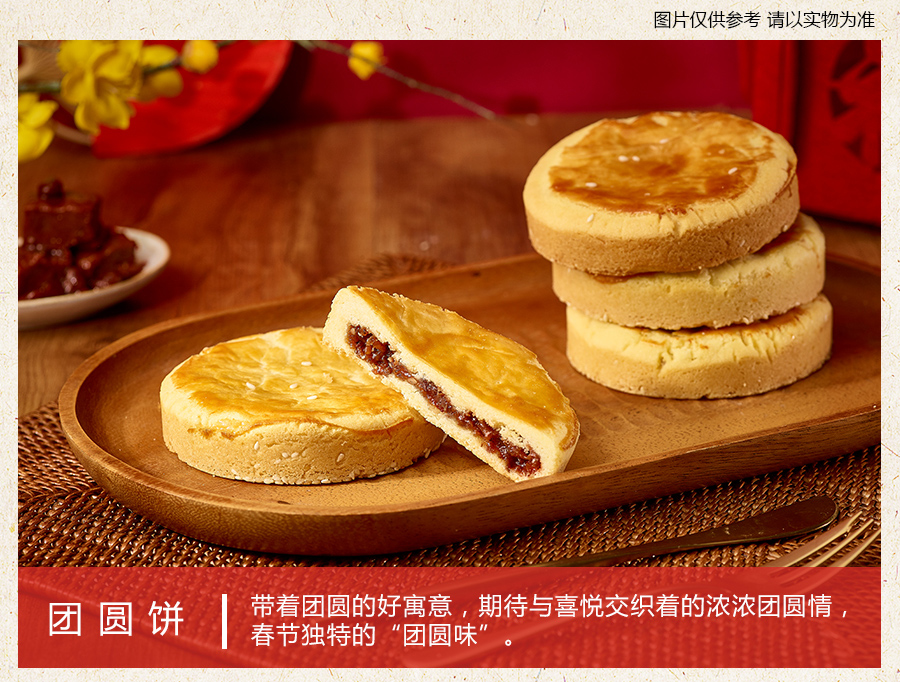 图片仅供参考 请以实物为准
团圆饼
带着团圆的好寓意，期待与喜悦交织着的浓浓团圆情，
春节独特的“团圆味”。